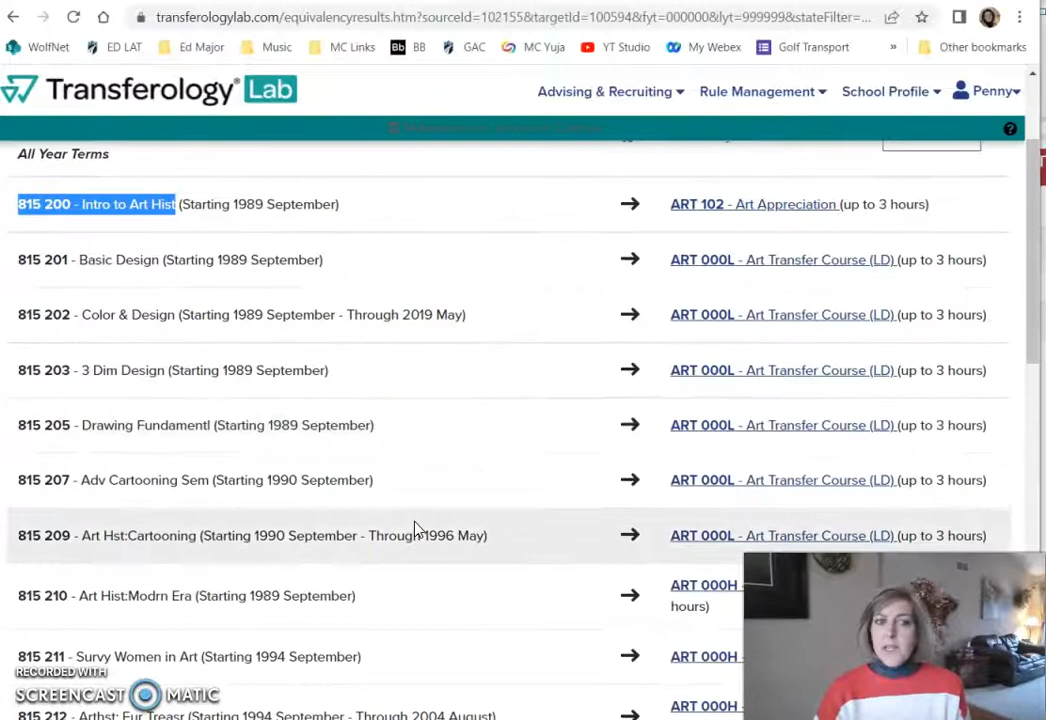 transferologylab.com/equivalencyresults.htm?sourceId=102155&targetId=100594&fyt=000000&lyt=999999&stateFilter=...
WolfNet ED LAT Ed Major Music MC Links Bb BB GAC MC Yuja YT Studio My Webex Golf Transport » Other bookmarks
Transferology® Lab Advising & Recruiting Rule Management School Profile Penny
?
All Year Terms
815 200 - Intro to Art Hist (Starting 1989 September) → ART 102 - Art Appreciation (up to 3 hours)
815 201 - Basic Design (Starting 1989 September) → ART 000L - Art Transfer Course (LD) (up to 3 hours)
815 202 - Color & Design (Starting 1989 September - Through 2019 May) → ART 000L - Art Transfer Course (LD) (up to 3 hours)
815 203 - 3 Dim Design (Starting 1989 September) → ART 000L - Art Transfer Course (LD) (up to 3 hours)
815 205 - Drawing Fundamentl (Starting 1989 September) → ART 000L - Art Transfer Course (LD) (up to 3 hours)
815 207 - Adv Cartooning Sem (Starting 1990 September) → ART 000L - Art Transfer Course (LD) (up to 3 hours)
815 209 - Art Hst:Cartooning (Starting 1990 September - Through 1996 May) → ART 000L - Art Transfer Course (LD) (up to 3 hours)
815 210 - Art Hist:Modrn Era (Starting 1989 September) → ART 000H -
hours)
815 211 - Survy Women in Art (Starting 1994 September) → ART 000H -
RECORDED WITH
SCREENCAST MATIC
815 212 - Arthst: Eur Treasr (Starting 1994 September - Through 2004 August) → ART 000H -